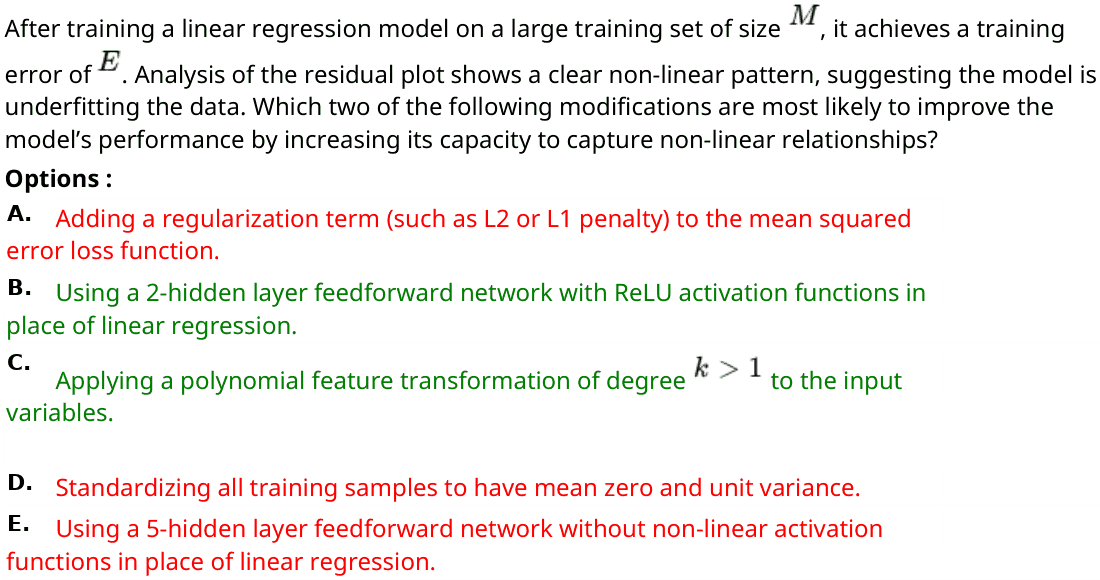 After training a linear regression model on a large training set of size M, it achieves a training
error of E. Analysis of the residual plot shows a clear non-linear pattern, suggesting the model is
underfitting the data. Which two of the following modifications are most likely to improve the
model’s performance by increasing its capacity to capture non-linear relationships?
Options :
A. Adding a regularization term (such as L2 or L1 penalty) to the mean squared
error loss function.
B. Using a 2-hidden layer feedforward network with ReLU activation functions in
place of linear regression.
C. Applying a polynomial feature transformation of degree k > 1 to the input
variables.
D. Standardizing all training samples to have mean zero and unit variance.
E. Using a 5-hidden layer feedforward network without non-linear activation
functions in place of linear regression.